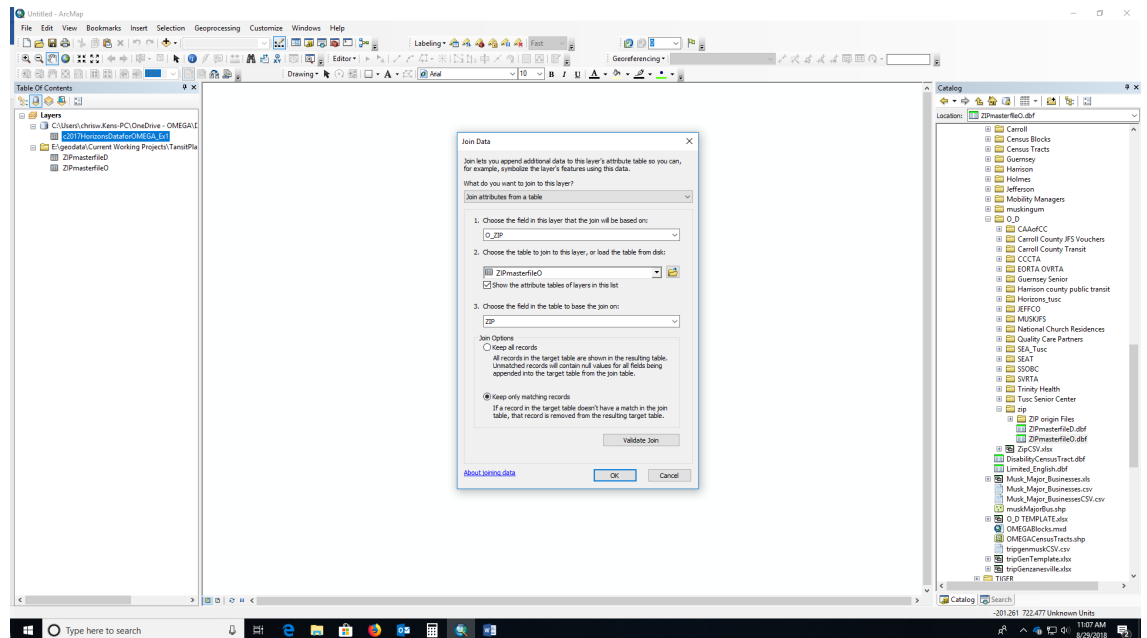 Untitled - ArcMap
File Edit View Bookmarks Insert Selection Geoprocessing Customize Windows Help
Labeling Fast
Editor Georeferencing
Drawing Arial 10 B I U A
Table Of Contents
Layers
C:\Users\chrisw.Kens-PC\OneDrive - OMEGA\D
c2017HorizonsDataforOMEGA_Ex1
E:\geodata\Current Working Projects\TansitPla
ZIPmasterfileD
ZIPmasterfileO
Join Data
Join lets you append additional data to this layer's attribute table so you can,
for example, symbolize the layer's features using this data.
What do you want to join to this layer?
Join attributes from a table
1. Choose the field in this layer that the join will be based on:
O_ZIP
2. Choose the table to join to this layer, or load the table from disk:
ZIPmasterfileO
Show the attribute tables of layers in this list
3. Choose the field in the table to base the join on:
ZIP
Join Options
Keep all records
All records in the target table are shown in the resulting table.
Unmatched records will contain null values for all fields being
appended into the target table from the join table.
Keep only matching records
If a record in the target table doesn't have a match in the join
table, that record is removed from the resulting target table.
Validate Join
About joining data
OK Cancel
Catalog
Location: ZIPmasterfileO.dbf
Carroll
Census Blocks
Census Tracts
Guernsey
Harrison
Holmes
Jefferson
Mobility Managers
muskingum
O_D
CAAofCC
Carroll County JFS Vouchers
Carroll County Transit
CCCTA
EORTA OVRTA
Guernsey Senior
Harrison county public transit
Horizons_tusc
JEFFCO
MUSKJFS
National Church Residences
Quality Care Partners
SEA_Tusc
SEAT
SSOBC
SVRTA
Trinity Health
Tusc Senior Center
zip
ZIP origin Files
ZIPmasterfileD.dbf
ZIPmasterfileO.dbf
ZipCSV.xlsx
DisabilityCensusTract.dbf
Limited_English.dbf
Musk_Major_Businesses.xls
Musk_Major_Businesses.csv
Musk_Major_BusinessesCSV.csv
muskMajorBus.shp
O_D TEMPLATE.xlsx
OMEGABlocks.mxd
OMEGACensusTracts.shp
tripgenmuskCSV.csv
tripGenTemplate.xlsx
tripGenzanesville.xlsx
TIGER
Catalog Search
-201.261 722.477 Unknown Units
Type here to search
11:07 AM
8/29/2018